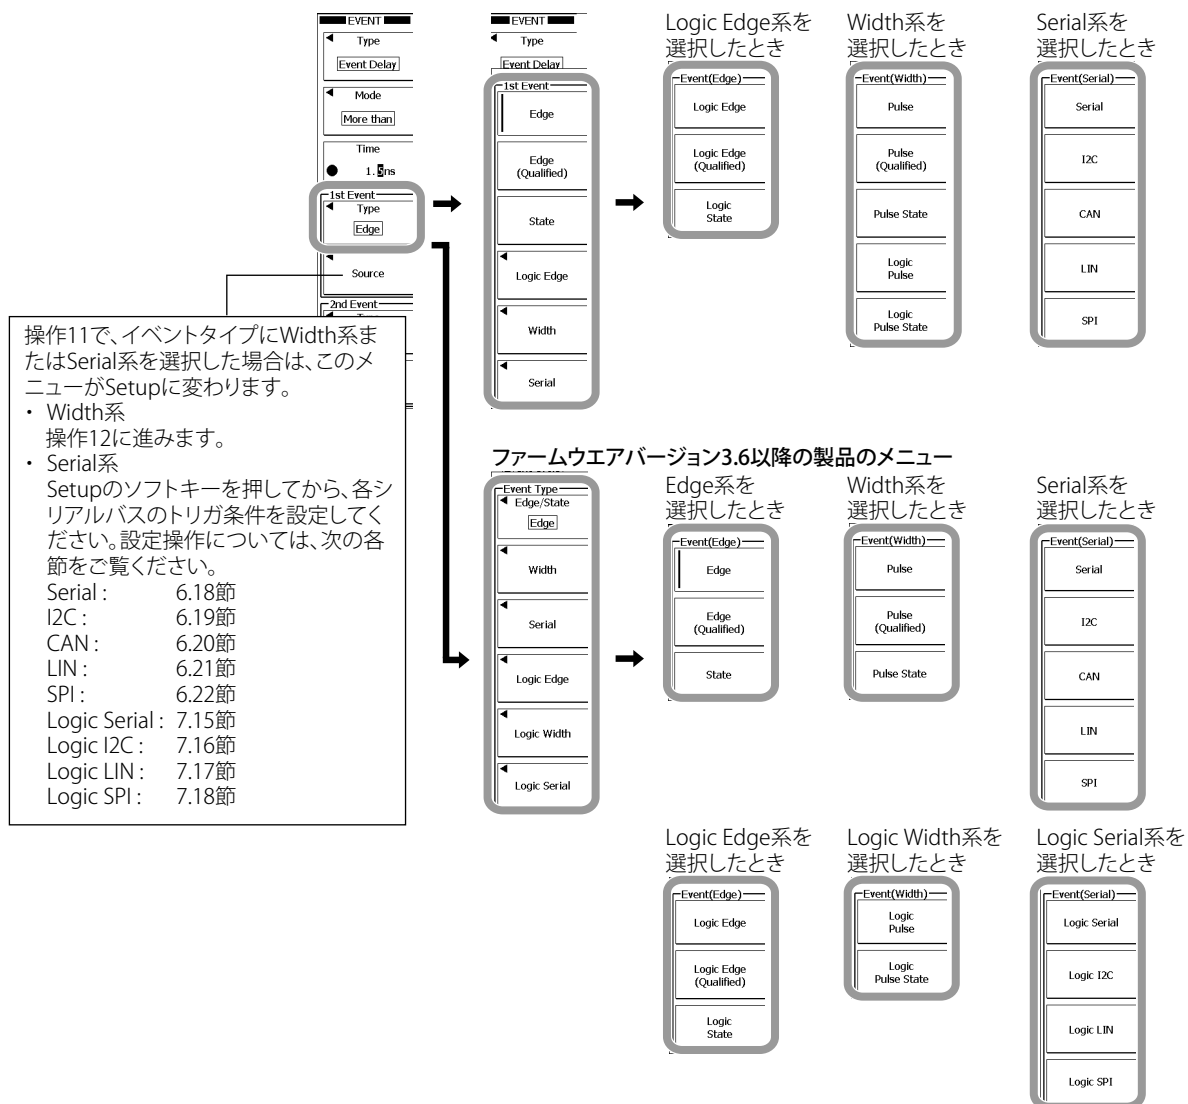 EVENT
Type
Event Delay
Mode
More than
Time
1.5ns
1st Event
Type
Edge
Source
2nd Event
EVENT
Type
Event Delay
1st Event
Edge
Edge
(Qualified)
State
Logic Edge
Width
Serial
Logic Edge系を
選択したとき
Event(Edge)
Logic Edge
Logic Edge
(Qualified)
Logic
State
Width系を
選択したとき
Event(Width)
Pulse
Pulse
(Qualified)
Pulse State
Logic
Pulse
Logic
Pulse State
Serial系を
選択したとき
Event(Serial)
Serial
I2C
CAN
LIN
SPI
操作11で、イベントタイプにWidth系ま
たはSerial系を選択した場合は、このメ
ニューがSetupに変わります。
・ Width系
操作12に進みます。
・ Serial系
Setupのソフトキーを押してから、各シ
リアルバスのトリガ条件を設定してく
ださい。設定操作については、次の各
節をご覧ください。
Serial : 6.18節
I2C : 6.19節
CAN : 6.20節
LIN : 6.21節
SPI : 6.22節
Logic Serial : 7.15節
Logic I2C : 7.16節
Logic LIN : 7.17節
Logic SPI : 7.18節
ファームウエアバージョン3.6以降の製品のメニュー
Event Type
Edge/State
Edge
Width
Serial
Logic Edge
Logic Width
Logic Serial
Edge系を
選択したとき
Event(Edge)
Edge
Edge
(Qualified)
State
Width系を
選択したとき
Event(Width)
Pulse
Pulse
(Qualified)
Pulse State
Serial系を
選択したとき
Event(Serial)
Serial
I2C
CAN
LIN
SPI
Logic Edge系を
選択したとき
Event(Edge)
Logic Edge
Logic Edge
(Qualified)
Logic
State
Logic Width系を
選択したとき
Event(Width)
Logic
Pulse
Logic
Pulse State
Logic Serial系を
選択したとき
Event(Serial)
Logic Serial
Logic I2C
Logic LIN
Logic SPI